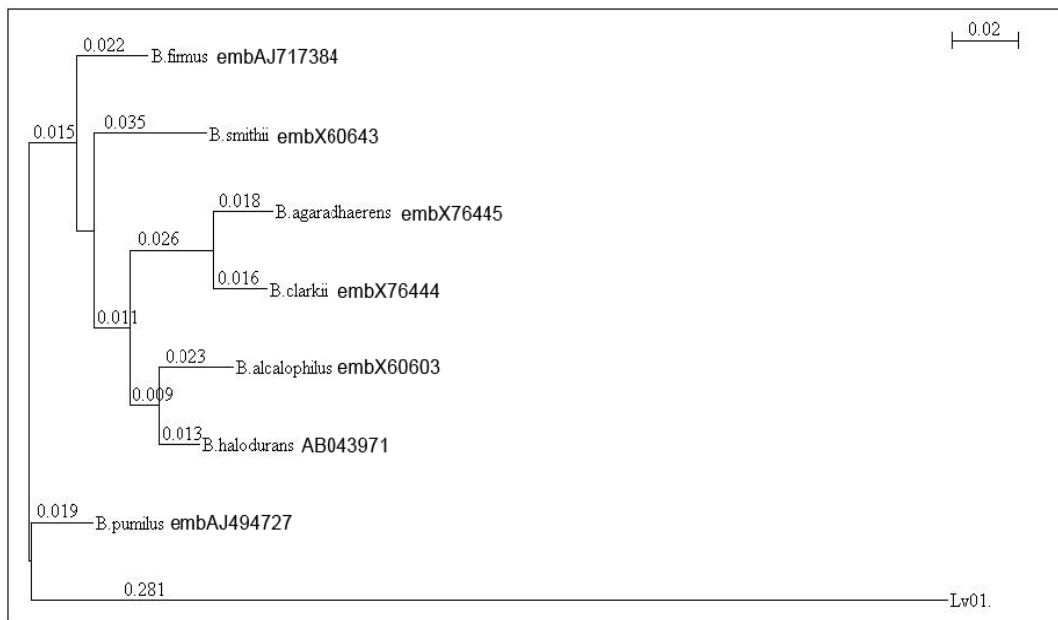 0.02
0.022
B.firmus embAJ717384
0.035
0.015
B.smithii embX60643
0.018
B.agaradhaerens embX76445
0.026
0.016
B.clarkii embX76444
0.011
0.023
B.alcalophilus embX60603
0.009
0.013
B.halodurans AB043971
0.019
B.pumilus embAJ494727
0.281
Lv01.